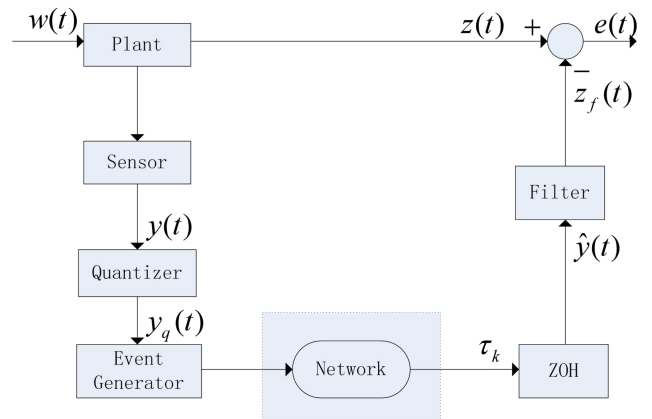 w(t)
Plant
z(t)
+
e(t)
−
z_f(t)
Sensor
Filter
y(t)
ŷ(t)
Quantizer
y_q(t)
Event
Generator
Network
τ_k
ZOH